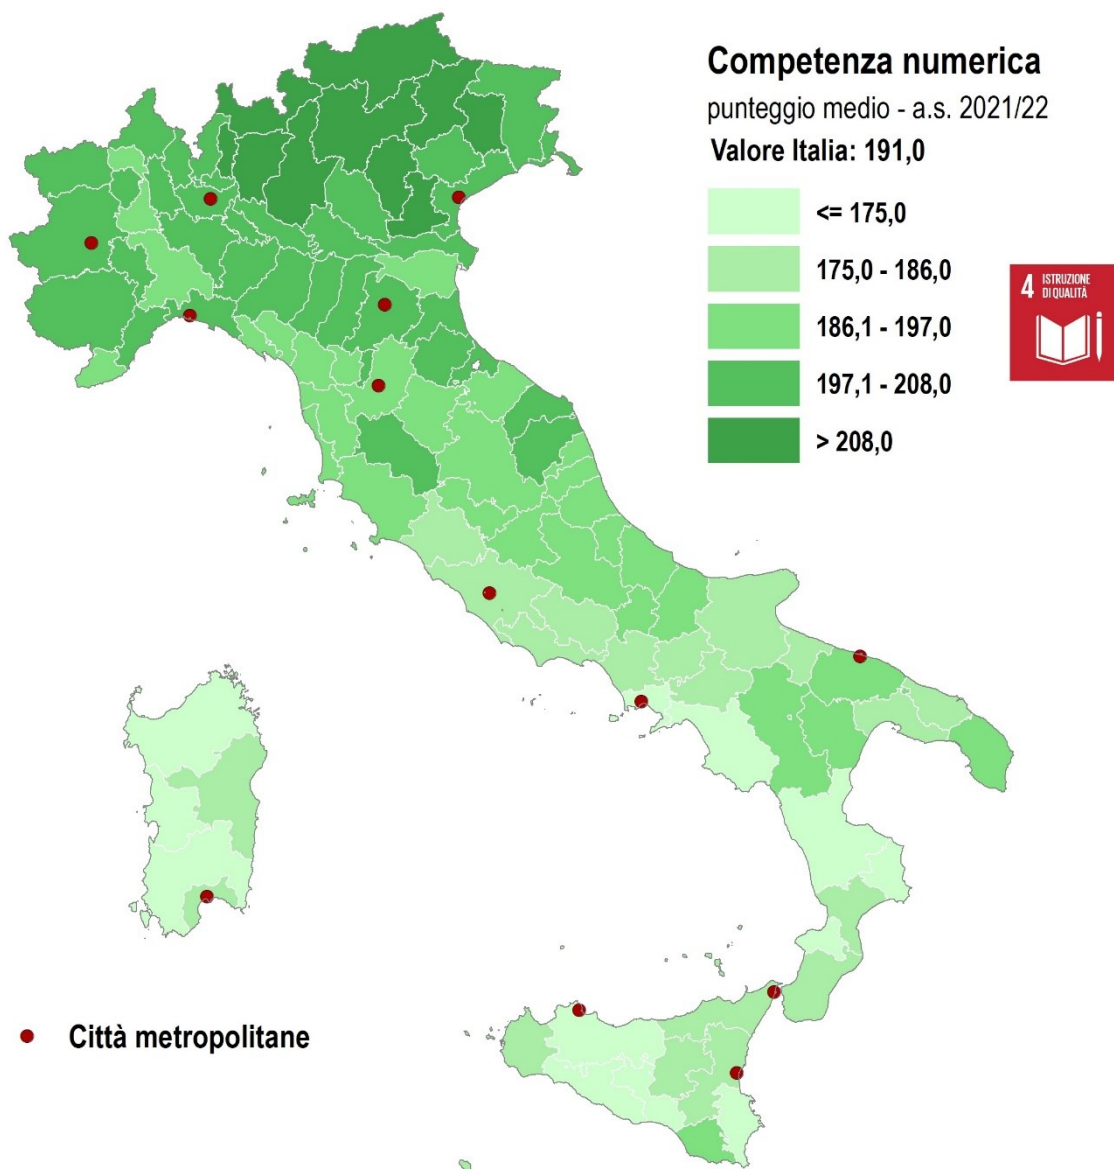 Competenza numerica
punteggio medio - a.s. 2021/22
Valore Italia: 191,0
<= 175,0
175,0 - 186,0
186,1 - 197,0
197,1 - 208,0
> 208,0
4 ISTRUZIONE
DI QUALITÀ
Città metropolitane